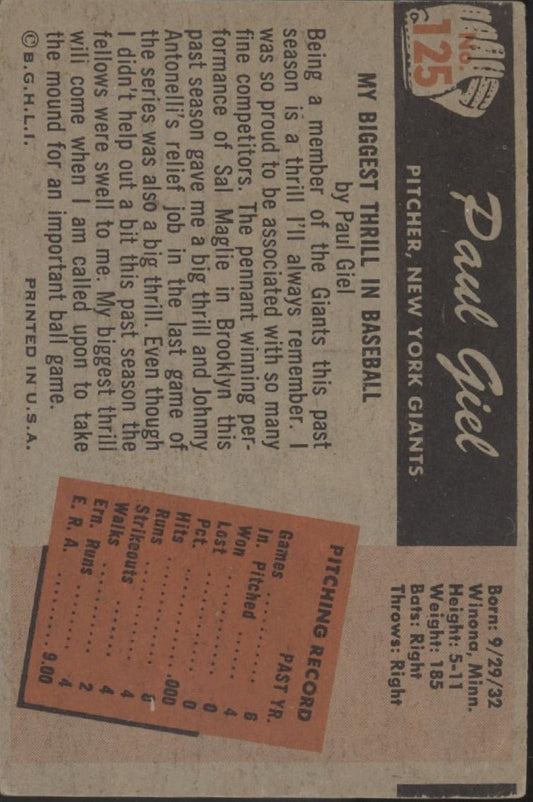 No. 125
Paul Giel
PITCHER, NEW YORK GIANTS
Born: 9/29/32
Winona, Minn.
Height: 5-11
Weight: 185
Bats: Right
Throws: Right
MY BIGGEST THRILL IN BASEBALL
by Paul Giel
Being a member of the Giants this past
season is a thrill I'll always remember. I
was so proud to be associated with so many
fine competitors. The pennant winning per-
formance of Sal Maglie in Brooklyn this
past season gave me a big thrill and Johnny
Antonelli's relief job in the last game of
the series was also a big thrill. Even though
I didn't help out a bit this past season the
fellows were swell to me. My biggest thrill
will come when I am called upon to take
the mound for an important ball game.
©B.G.H.L.I. PRINTED IN U.S.A.
PITCHING RECORD
PAST YR.
Games ........ 6
In. Pitched ........ 4
Won ........ 0
Lost ........ 0
Pct. ........ .000
Hits ........
Runs ........ 4
Strikeouts ........ 4
Walks ........ 2
Ern. Runs ........ 4
E. R. A. ........ 9.00